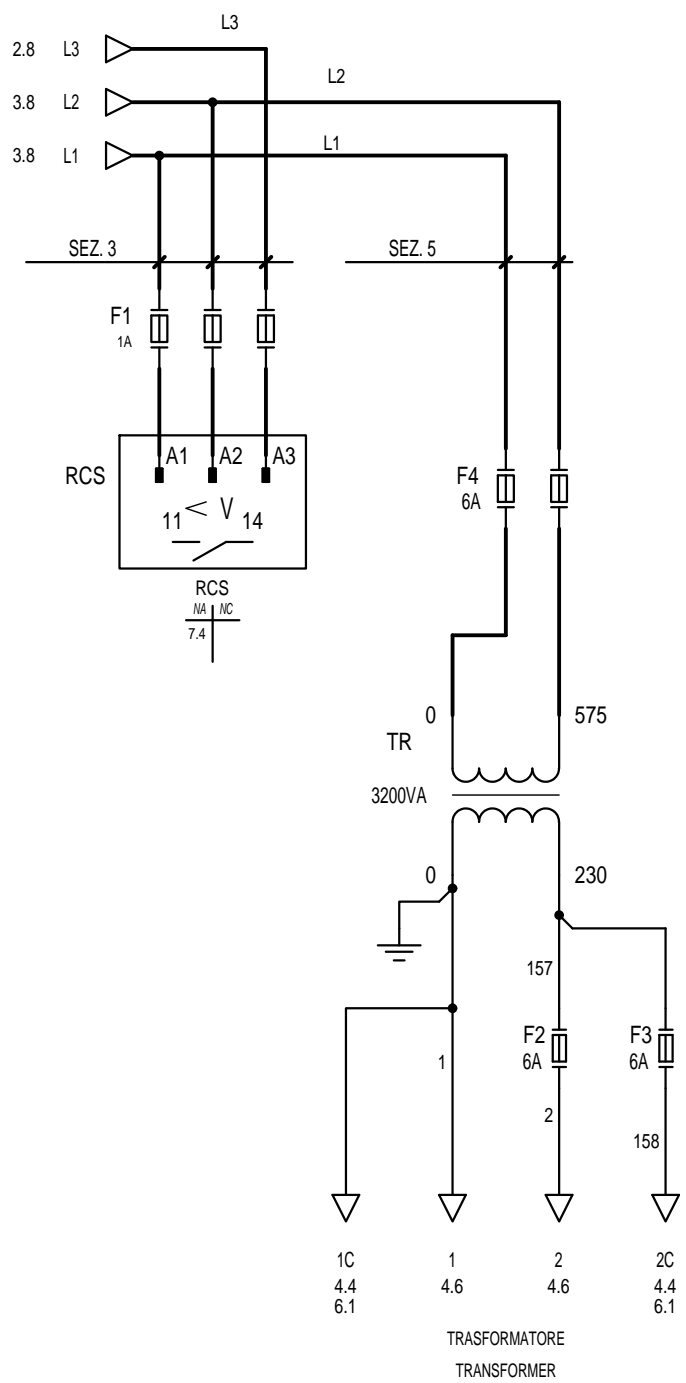 L3
2.8 L3
L2
3.8 L2
L1
3.8 L1
SEZ. 3
SEZ. 5
F1
1A
A1 A2 A3
RCS
F4
6A
< V
11 14
RCS
NA NC
7.4
0 575
TR
3200VA
0 230
157
F2
6A
F3
6A
1
2
158
1C 1 2 2C
4.4 4.6 4.6 4.4
6.1 6.1
TRASFORMATORE
TRANSFORMER